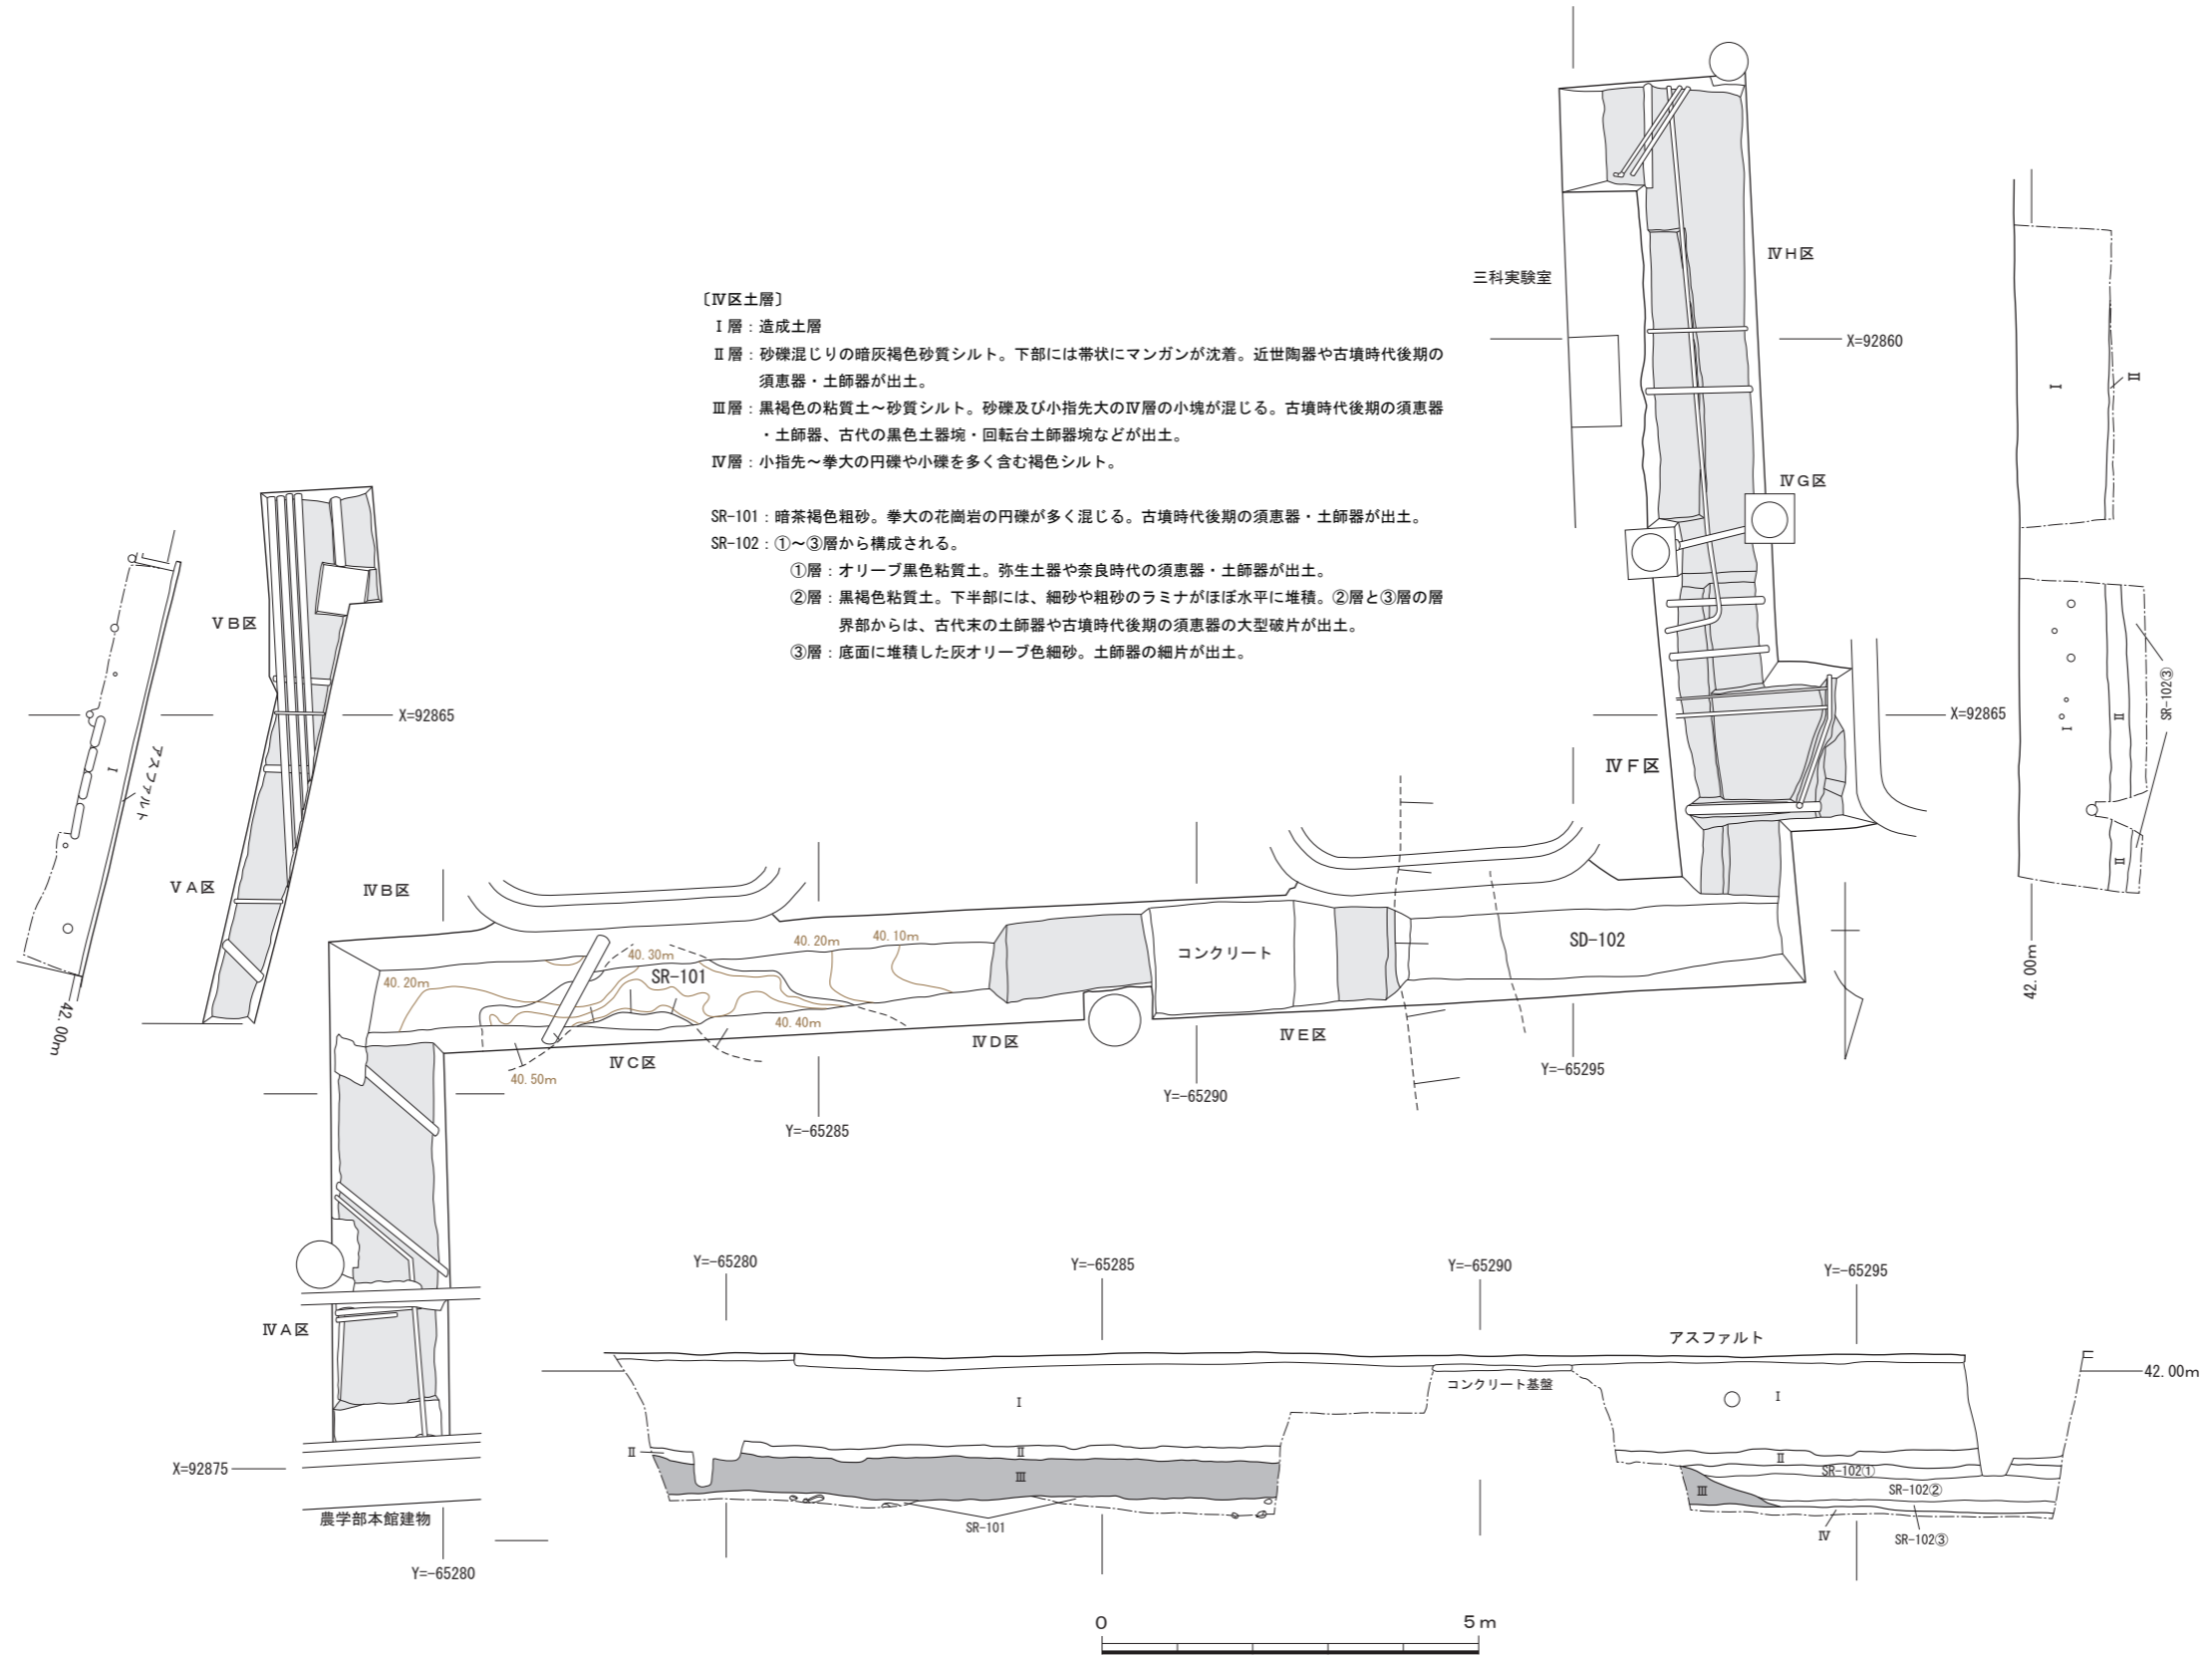 〔Ⅳ区土層〕
Ⅰ層：造成土層
Ⅱ層：砂礫混じりの暗灰褐色砂質シルト。下部には帯状にマンガンが沈着。近世陶器や古墳時代後期の
須恵器・土師器が出土。
Ⅲ層：黒褐色の粘質土～砂質シルト。砂礫及び小指先大のⅣ層の小塊が混じる。古墳時代後期の須恵器
・土師器、古代の黒色土器埦・回転台土師器埦などが出土。
Ⅳ層：小指先～拳大の円礫や小礫を多く含む褐色シルト。
SR-101：暗茶褐色粗砂。拳大の花崗岩の円礫が多く混じる。古墳時代後期の須恵器・土師器が出土。
SR-102：①～③層から構成される。
①層：オリーブ黒色粘質土。弥生土器や奈良時代の須恵器・土師器が出土。
②層：黒褐色粘質土。下半部には、細砂や粗砂のラミナがほぼ水平に堆積。②層と③層の層
界部からは、古代末の土師器や古墳時代後期の須恵器の大型破片が出土。
③層：底面に堆積した灰オリーブ色細砂。土師器の細片が出土。
三科実験室
ⅣH区
X=92860
ⅣG区
X=92865
ⅣF区
Ⅰ
Ⅱ
Ⅰ
Ⅱ
Ⅱ
SR-102③
42.00m
ⅤB区
X=92865
ⅤA区
Ⅰ
アスファルト
42.00m
ⅣB区
40.20m
40.30m
SR-101
40.20m
40.10m
40.40m
40.50m
ⅣC区
ⅣD区
コンクリート
ⅣE区
SD-102
Y=-65285
Y=-65290
Y=-65295
ⅣA区
X=92875
農学部本館建物
Y=-65280
Y=-65280
Y=-65285
Y=-65290
Y=-65295
アスファルト
42.00m
コンクリート基盤
Ⅰ
Ⅰ
Ⅱ
Ⅱ
Ⅲ
SR-101
Ⅱ
SR-102①
Ⅲ
SR-102②
Ⅳ
SR-102③
0
5m